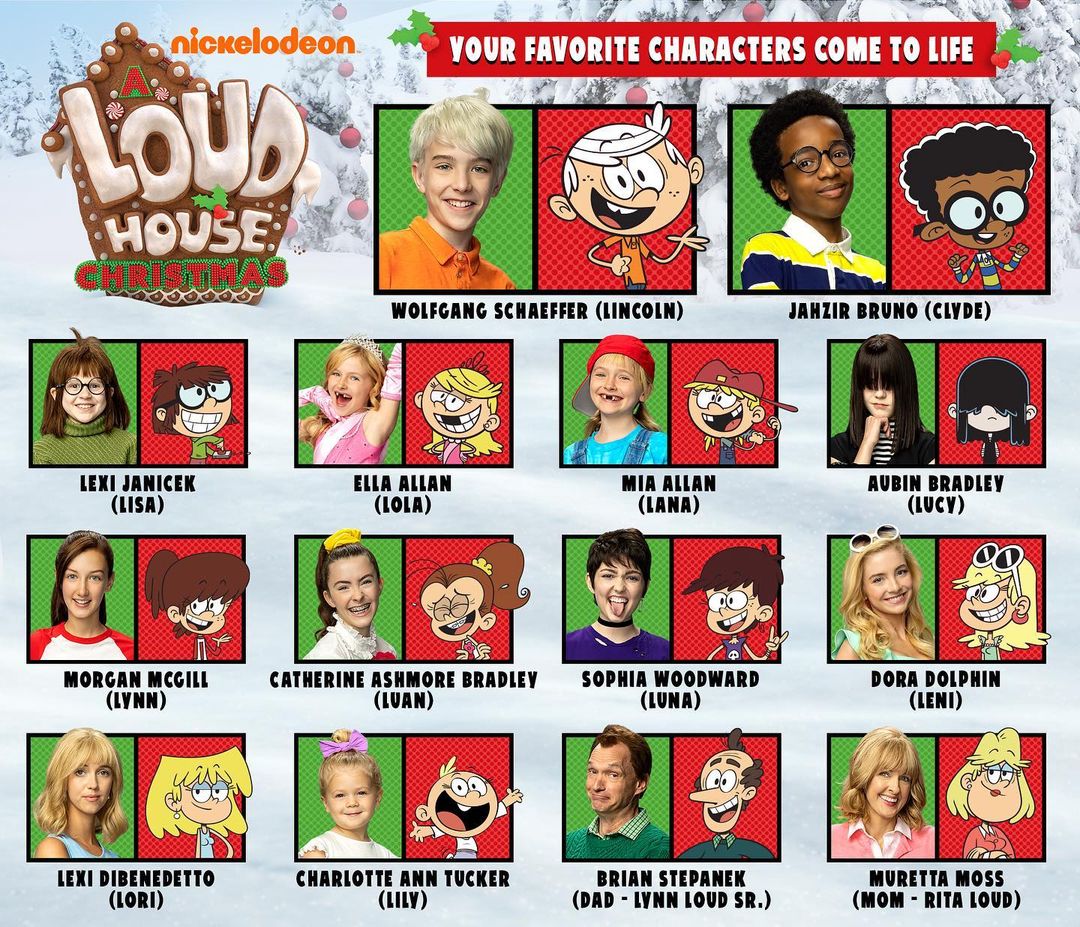 nickelodeon
A
LOUD
HOUSE
CHRISTMAS
YOUR FAVORITE CHARACTERS COME TO LIFE
WOLFGANG SCHAEFFER (LINCOLN)
JAHZIR BRUNO (CLYDE)
LEXI JANICEK
(LISA)
ELLA ALLAN
(LOLA)
MIA ALLAN
(LANA)
AUBIN BRADLEY
(LUCY)
MORGAN MCGILL
(LYNN)
CATHERINE ASHMORE BRADLEY
(LUAN)
SOPHIA WOODWARD
(LUNA)
DORA DOLPHIN
(LENI)
LEXI DIBENEDETTO
(LORI)
CHARLOTTE ANN TUCKER
(LILY)
BRIAN STEPANEK
(DAD - LYNN LOUD SR.)
MURETTA MOSS
(MOM - RITA LOUD)